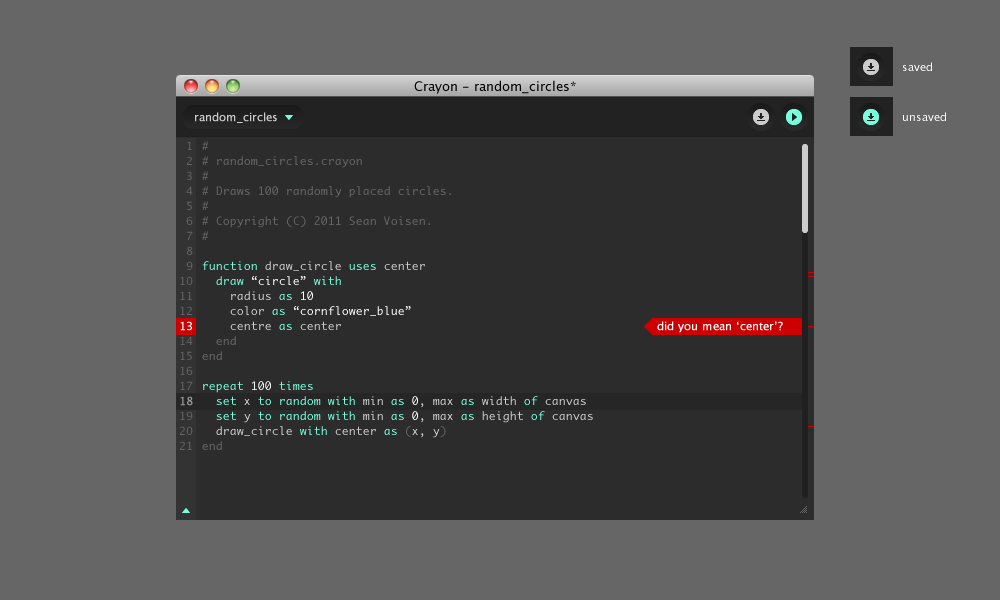 Crayon – random_circles*
saved
unsaved
random_circles
1 #
2 # random_circles.crayon
3 #
4 # Draws 100 randomly placed circles.
5 #
6 # Copyright (C) 2011 Sean Voisen.
7 #
8
9 function draw_circle uses center
10 draw “circle” with
11 radius as 10
12 color as “cornflower_blue”
13 centre as center did you mean ‘center’?
14 end
15 end
16
17 repeat 100 times
18 set x to random with min as 0, max as width of canvas
19 set y to random with min as 0, max as height of canvas
20 draw_circle with center as (x, y)
21 end